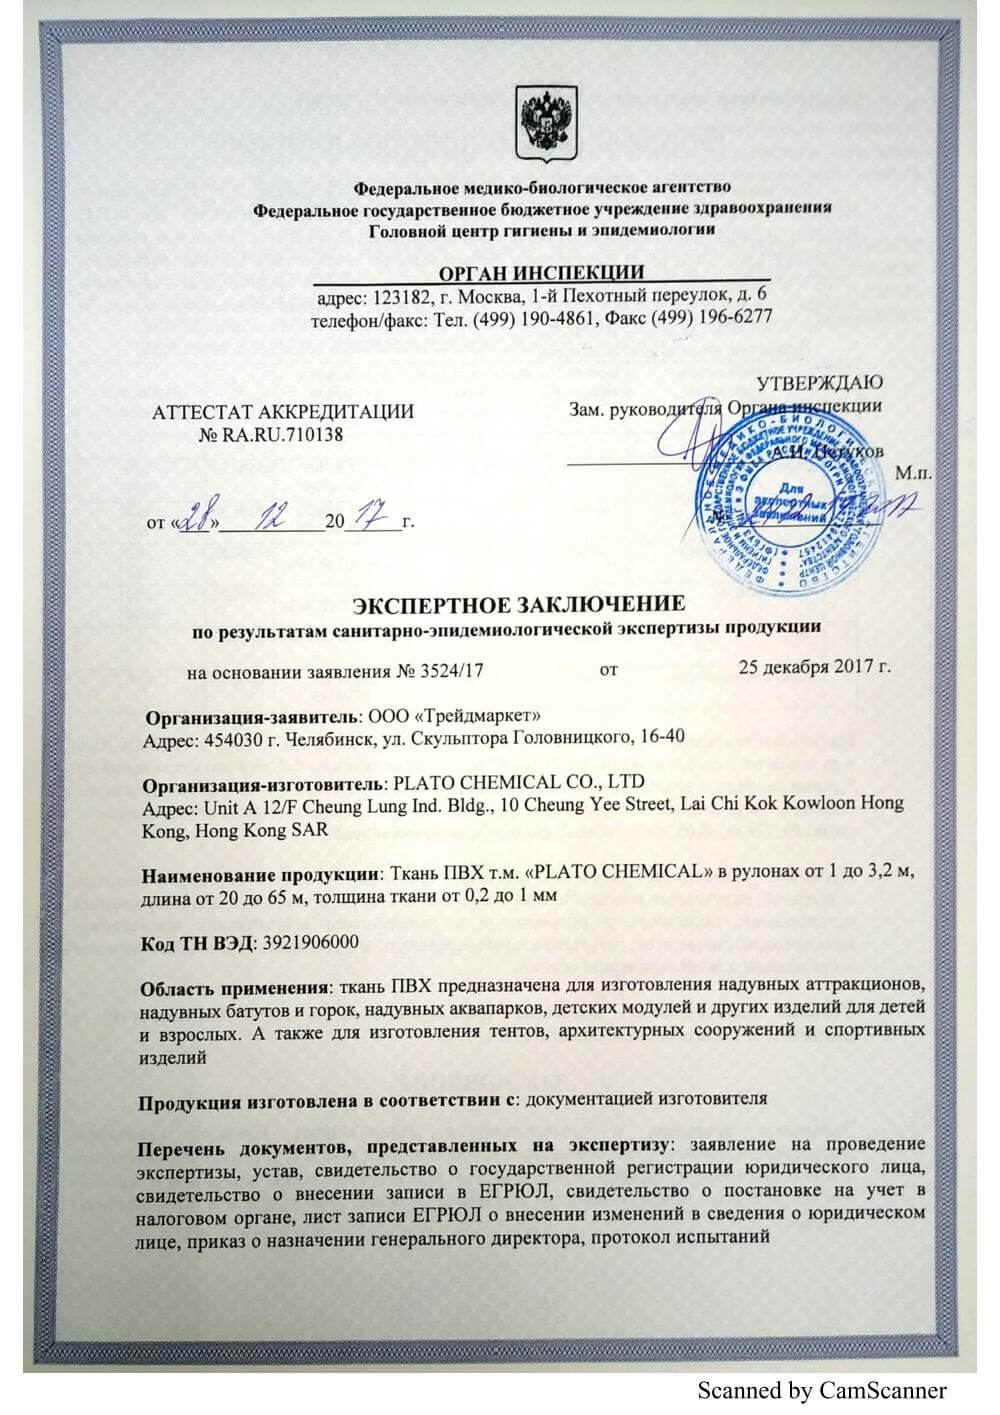 Федеральное медико-биологическое агентство
Федеральное государственное бюджетное учреждение здравоохранения
Головной центр гигиены и эпидемиологии
ОРГАН ИНСПЕКЦИИ
адрес: 123182, г. Москва, 1-й Пехотный переулок, д. 6
телефон/факс: Тел. (499) 190-4861, Факс (499) 196-6277
УТВЕРЖДАЮ
Зам. руководителя Органа инспекции
АТТЕСТАТ АККРЕДИТАЦИИ
№ RA.RU.710138
А.И. Петухов
М.п.
Для
экспертных
заключений
№
от «28» 12 2017 г.
ЭКСПЕРТНОЕ ЗАКЛЮЧЕНИЕ
по результатам санитарно-эпидемиологической экспертизы продукции
на основании заявления № 3524/17 от 25 декабря 2017 г.
Организация-заявитель: ООО «Трейдмаркет»
Адрес: 454030 г. Челябинск, ул. Скульптора Головницкого, 16-40
Организация-изготовитель: PLATO CHEMICAL CO., LTD
Адрес: Unit A 12/F Cheung Lung Ind. Bldg., 10 Cheung Yee Street, Lai Chi Kok Kowloon Hong
Kong, Hong Kong SAR
Наименование продукции: Ткань ПВХ т.м. «PLATO CHEMICAL» в рулонах от 1 до 3,2 м,
длина от 20 до 65 м, толщина ткани от 0,2 до 1 мм
Код ТН ВЭД: 3921906000
Область применения: ткань ПВХ предназначена для изготовления надувных аттракционов,
надувных батутов и горок, надувных аквапарков, детских модулей и других изделий для детей
и взрослых. А также для изготовления тентов, архитектурных сооружений и спортивных
изделий
Продукция изготовлена в соответствии с: документацией изготовителя
Перечень документов, представленных на экспертизу: заявление на проведение
экспертизы, устав, свидетельство о государственной регистрации юридического лица,
свидетельство о внесении записи в ЕГРЮЛ, свидетельство о постановке на учет в
налоговом органе, лист записи ЕГРЮЛ о внесении изменений в сведения о юридическом
лице, приказ о назначении генерального директора, протокол испытаний
Scanned by CamScanner